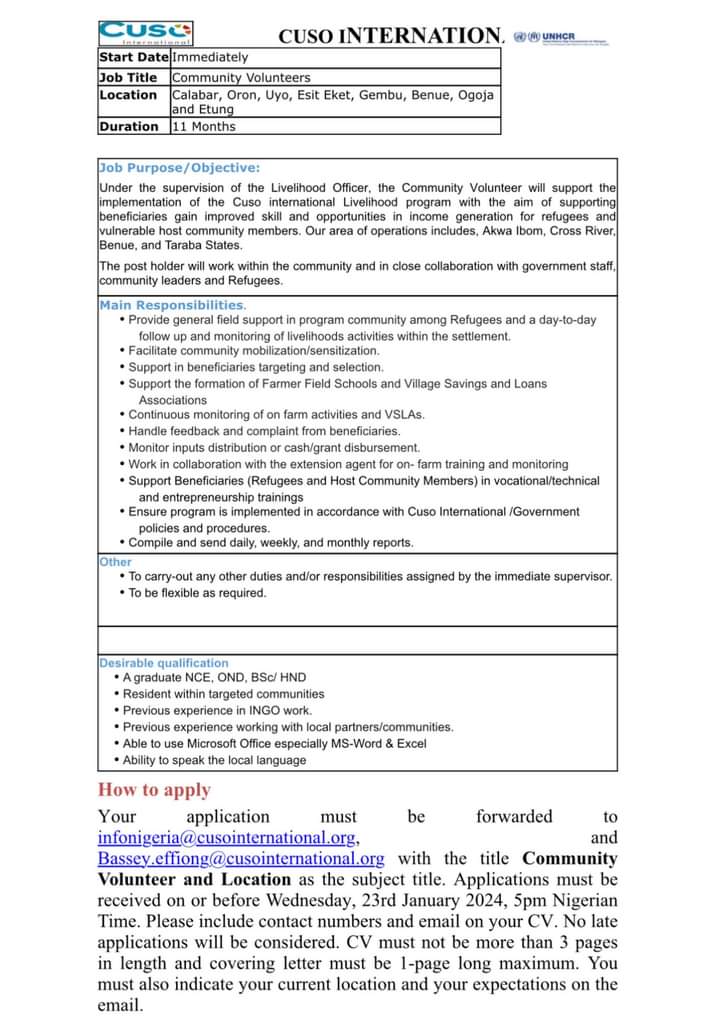 CUSO
international
CUSO INTERNATION.
UNHCR
Start Date Immediately
Job Title Community Volunteers
Location Calabar, Oron, Uyo, Esit Eket, Gembu, Benue, Ogoja
and Etung
Duration 11 Months
Job Purpose/Objective:
Under the supervision of the Livelihood Officer, the Community Volunteer will support the
implementation of the Cuso international Livelihood program with the aim of supporting
beneficiaries gain improved skill and opportunities in income generation for refugees and
vulnerable host community members. Our area of operations includes, Akwa Ibom, Cross River,
Benue, and Taraba States.
The post holder will work within the community and in close collaboration with government staff,
community leaders and Refugees.
Main Responsibilities.
• Provide general field support in program community among Refugees and a day-to-day
follow up and monitoring of livelihoods activities within the settlement.
• Facilitate community mobilization/sensitization.
• Support in beneficiaries targeting and selection.
• Support the formation of Farmer Field Schools and Village Savings and Loans
Associations
• Continuous monitoring of on farm activities and VSLAs.
• Handle feedback and complaint from beneficiaries.
• Monitor inputs distribution or cash/grant disbursement.
• Work in collaboration with the extension agent for on- farm training and monitoring
• Support Beneficiaries (Refugees and Host Community Members) in vocational/technical
and entrepreneurship trainings
• Ensure program is implemented in accordance with Cuso International /Government
policies and procedures.
• Compile and send daily, weekly, and monthly reports.
Other
• To carry-out any other duties and/or responsibilities assigned by the immediate supervisor.
• To be flexible as required.
Desirable qualification
• A graduate NCE, OND, BSc/ HND
• Resident within targeted communities
• Previous experience in INGO work.
• Previous experience working with local partners/communities.
• Able to use Microsoft Office especially MS-Word & Excel
• Ability to speak the local language
How to apply
Your application must be forwarded to
infonigeria@cusointernational.org, and
Bassey.effiong@cusointernational.org with the title Community
Volunteer and Location as the subject title. Applications must be
received on or before Wednesday, 23rd January 2024, 5pm Nigerian
Time. Please include contact numbers and email on your CV. No late
applications will be considered. CV must not be more than 3 pages
in length and covering letter must be 1-page long maximum. You
must also indicate your current location and your expectations on the
email.